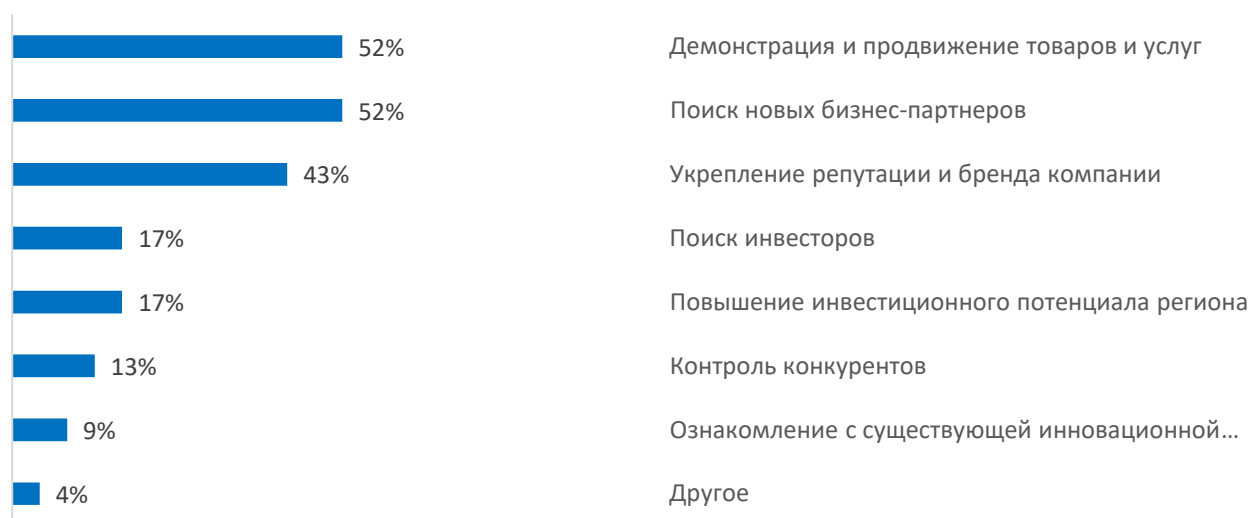 52% Демонстрация и продвижение товаров и услуг
52% Поиск новых бизнес-партнеров
43% Укрепление репутации и бренда компании
17% Поиск инвесторов
17% Повышение инвестиционного потенциала региона
13% Контроль конкурентов
9% Ознакомление с существующей инновационной...
4% Другое